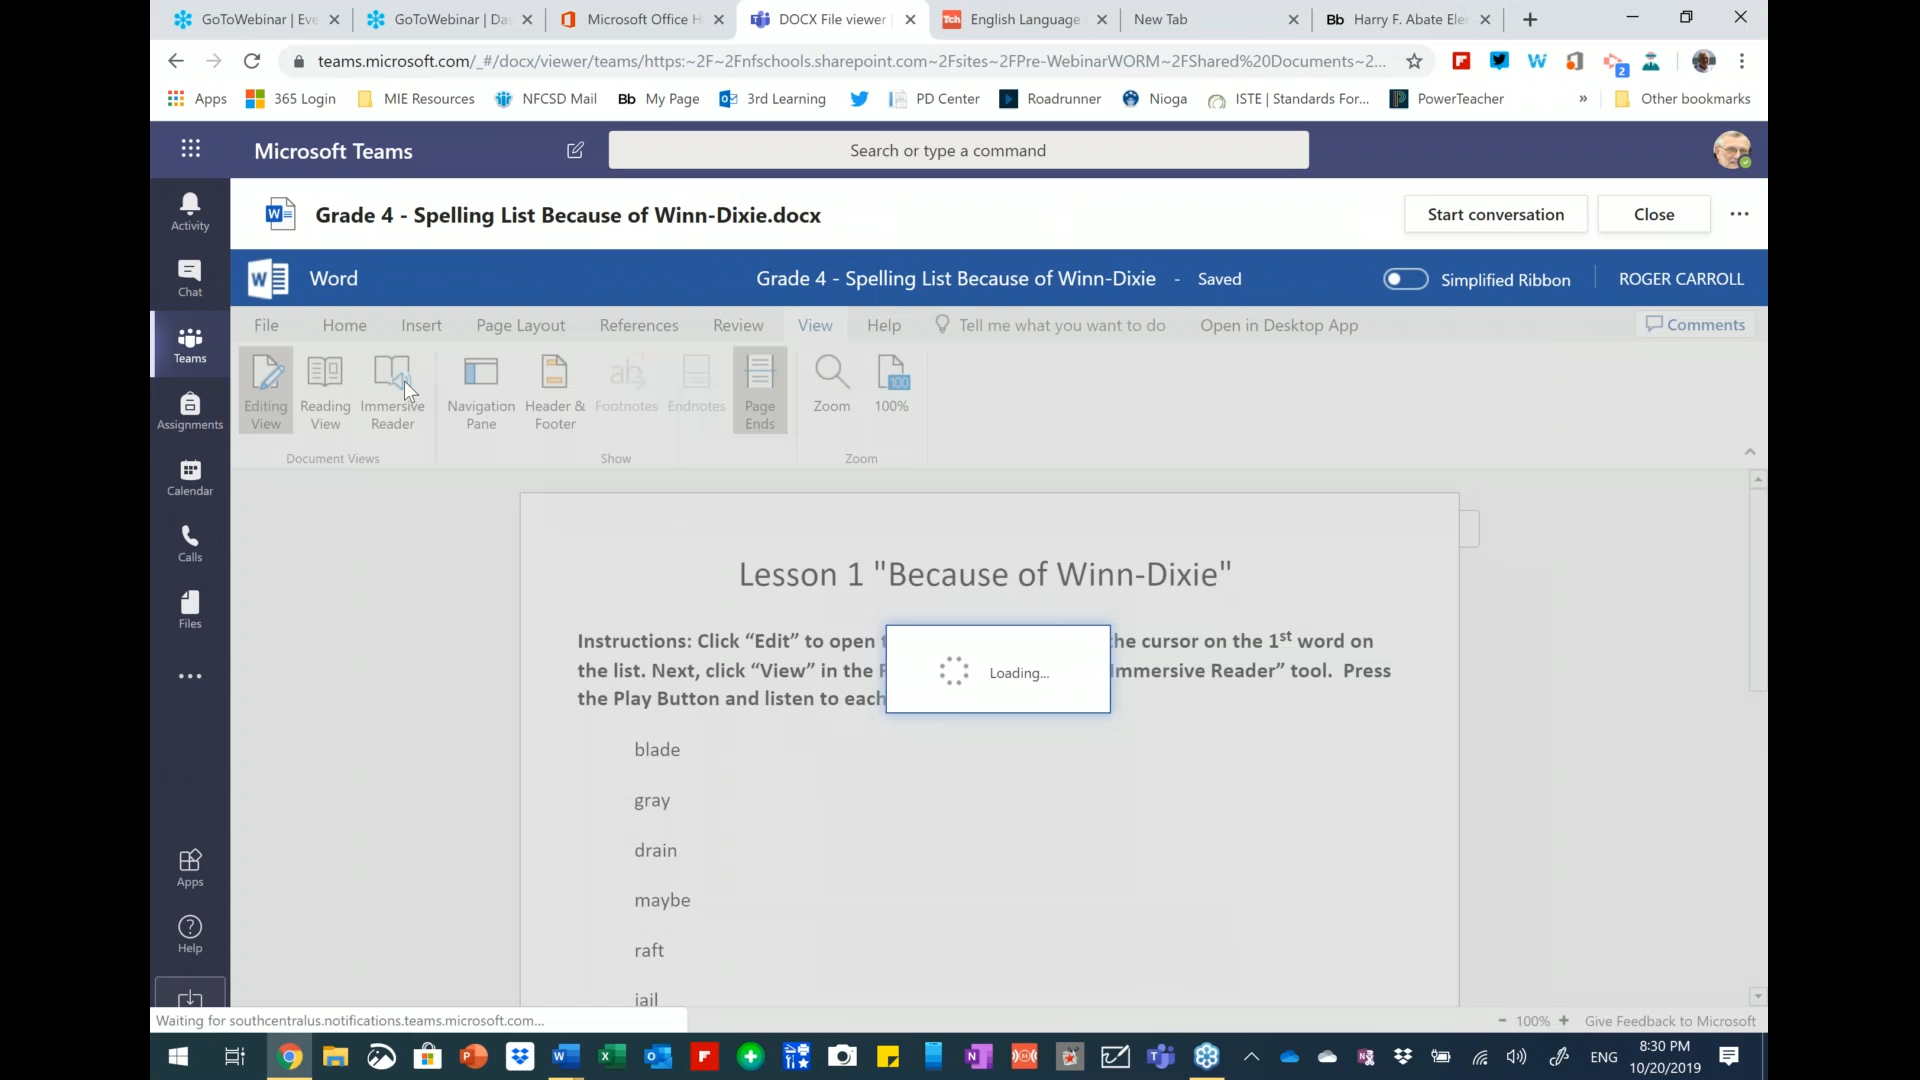 GoToWebinar | Eve
GoToWebinar | Da
Microsoft Office H
DOCX File viewer |
Tch English Language
New Tab
Bb Harry F. Abate Ele
teams.microsoft.com/_#/docx/viewer/teams/https:~2F~2Fnfschools.sharepoint.com~2Fsites~2FPre-WebinarWORM~2FShared%20Documents~2...
2
Apps
365 Login
MIE Resources
NFCSD Mail
Bb My Page
3rd Learning
PD Center
Roadrunner
Nioga
ISTE | Standards For...
PowerTeacher
»
Other bookmarks
Microsoft Teams
Search or type a command
Activity
Chat
Teams
Assignments
Calendar
Calls
Files
Apps
Help
Grade 4 - Spelling List Because of Winn-Dixie.docx
Start conversation
Close
Word
Grade 4 - Spelling List Because of Winn-Dixie - Saved
Simplified Ribbon
ROGER CARROLL
File
Home
Insert
Page Layout
References
Review
View
Help
Tell me what you want to do
Open in Desktop App
Comments
Editing
View
Reading
View
Immersive
Reader
Navigation
Pane
Header &
Footer
ab
Footnotes
Endnotes
Page
Ends
Zoom
100
100%
Document Views
Show
Zoom
Lesson 1 "Because of Winn-Dixie"
Instructions: Click “Edit” to open the cursor on the 1st word on
the list. Next, click “View” in the Immersive Reader” tool. Press
the Play Button and listen to each
Loading...
blade
gray
drain
maybe
raft
jail
Waiting for southcentralus.notifications.teams.microsoft.com...
- 100% +
Give Feedback to Microsoft
ENG
8:30 PM
10/20/2019